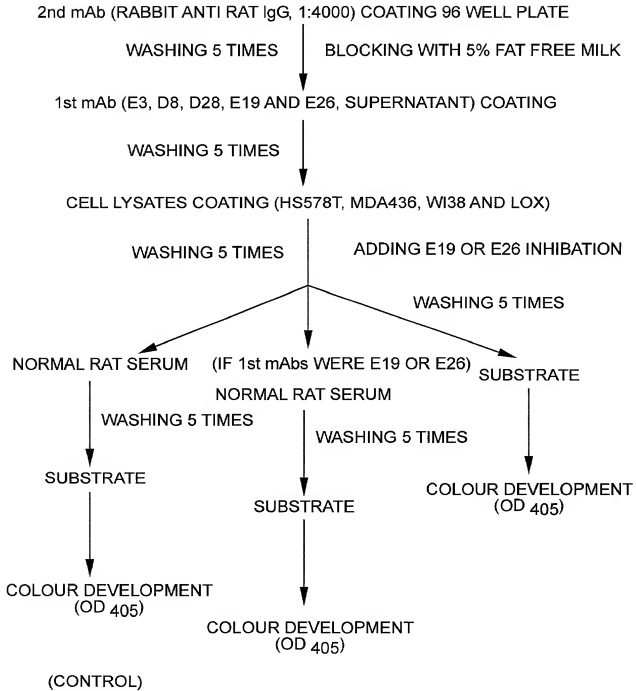 2nd mAb (RABBIT ANTI RAT IgG, 1:4000) COATING 96 WELL PLATE
WASHING 5 TIMES BLOCKING WITH 5% FAT FREE MILK
1st mAb (E3, D8, D28, E19 AND E26, SUPERNATANT) COATING
WASHING 5 TIMES
CELL LYSATES COATING (HS578T, MDA436, WI38 AND LOX)
WASHING 5 TIMES ADDING E19 OR E26 INHIBATION
WASHING 5 TIMES
NORMAL RAT SERUM (IF 1st mAbs WERE E19 OR E26) SUBSTRATE
NORMAL RAT SERUM
WASHING 5 TIMES
WASHING 5 TIMES
SUBSTRATE
COLOUR DEVELOPMENT
(OD 405)
SUBSTRATE
COLOUR DEVELOPMENT
(OD 405)
COLOUR DEVELOPMENT
(OD 405)
(CONTROL)